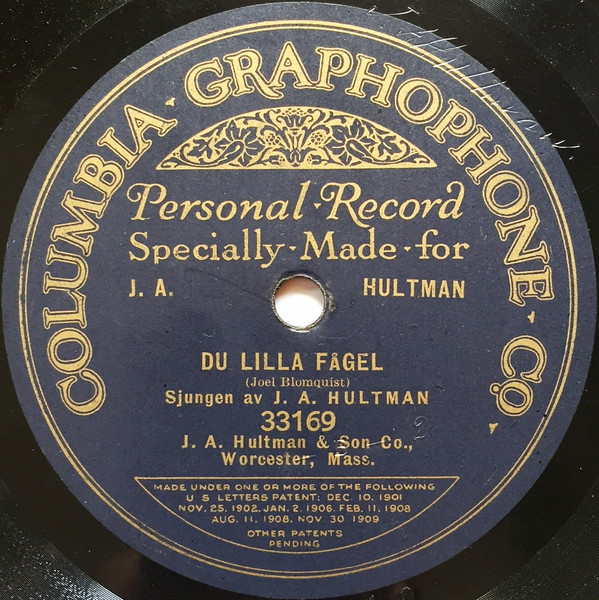 COLUMBIA · GRAPHOPHONE · CO
Personal · Record
Specially · Made · for
J. A. HULTMAN
DU LILLA FÅGEL
(Joel Blomquist)
Sjungen av J. A. HULTMAN
33169
J. A. Hultman & Son Co.,
Worcester, Mass.
MADE UNDER ONE OR MORE OF THE FOLLOWING
U S LETTERS PATENT: DEC. 10, 1901
NOV. 25, 1902, JAN. 2, 1906. FEB. 11, 1908
AUG. 11, 1908. NOV 30 1909
OTHER PATENTS
PENDING